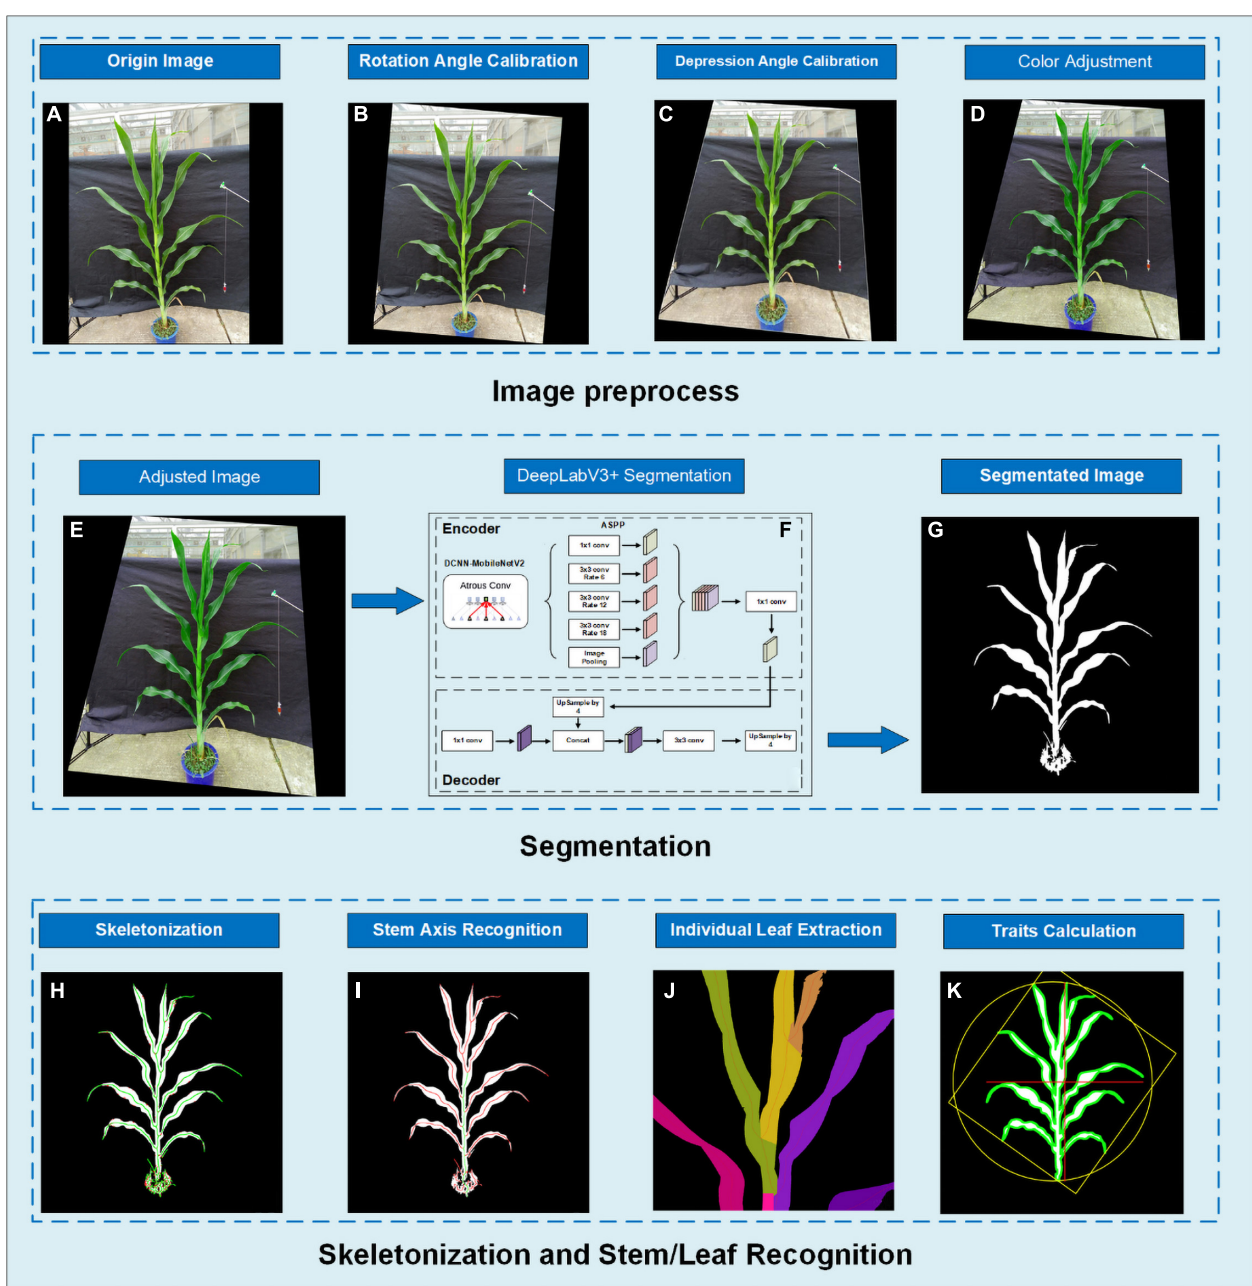 Origin Image
Rotation Angle Calibration
Depression Angle Calibration
Color Adjustment
A
B
C
D
Image preprocess
Adjusted Image
DeepLabV3+ Segmentation
Segmentated Image
E
F
G
Encoder
ASPP
DCNN-MobileNetV2
Atrous Conv
1x1 conv
3x3 conv
Rate 6
3x3 conv
Rate 12
3x3 conv
Rate 18
Image
Pooling
1x1 conv
UpSample by
4
1x1 conv
Concat
3x3 conv
UpSample by
4
Decoder
Segmentation
Skeletonization
Stem Axis Recognition
Individual Leaf Extraction
Traits Calculation
H
I
J
K
Skeletonization and Stem/Leaf Recognition